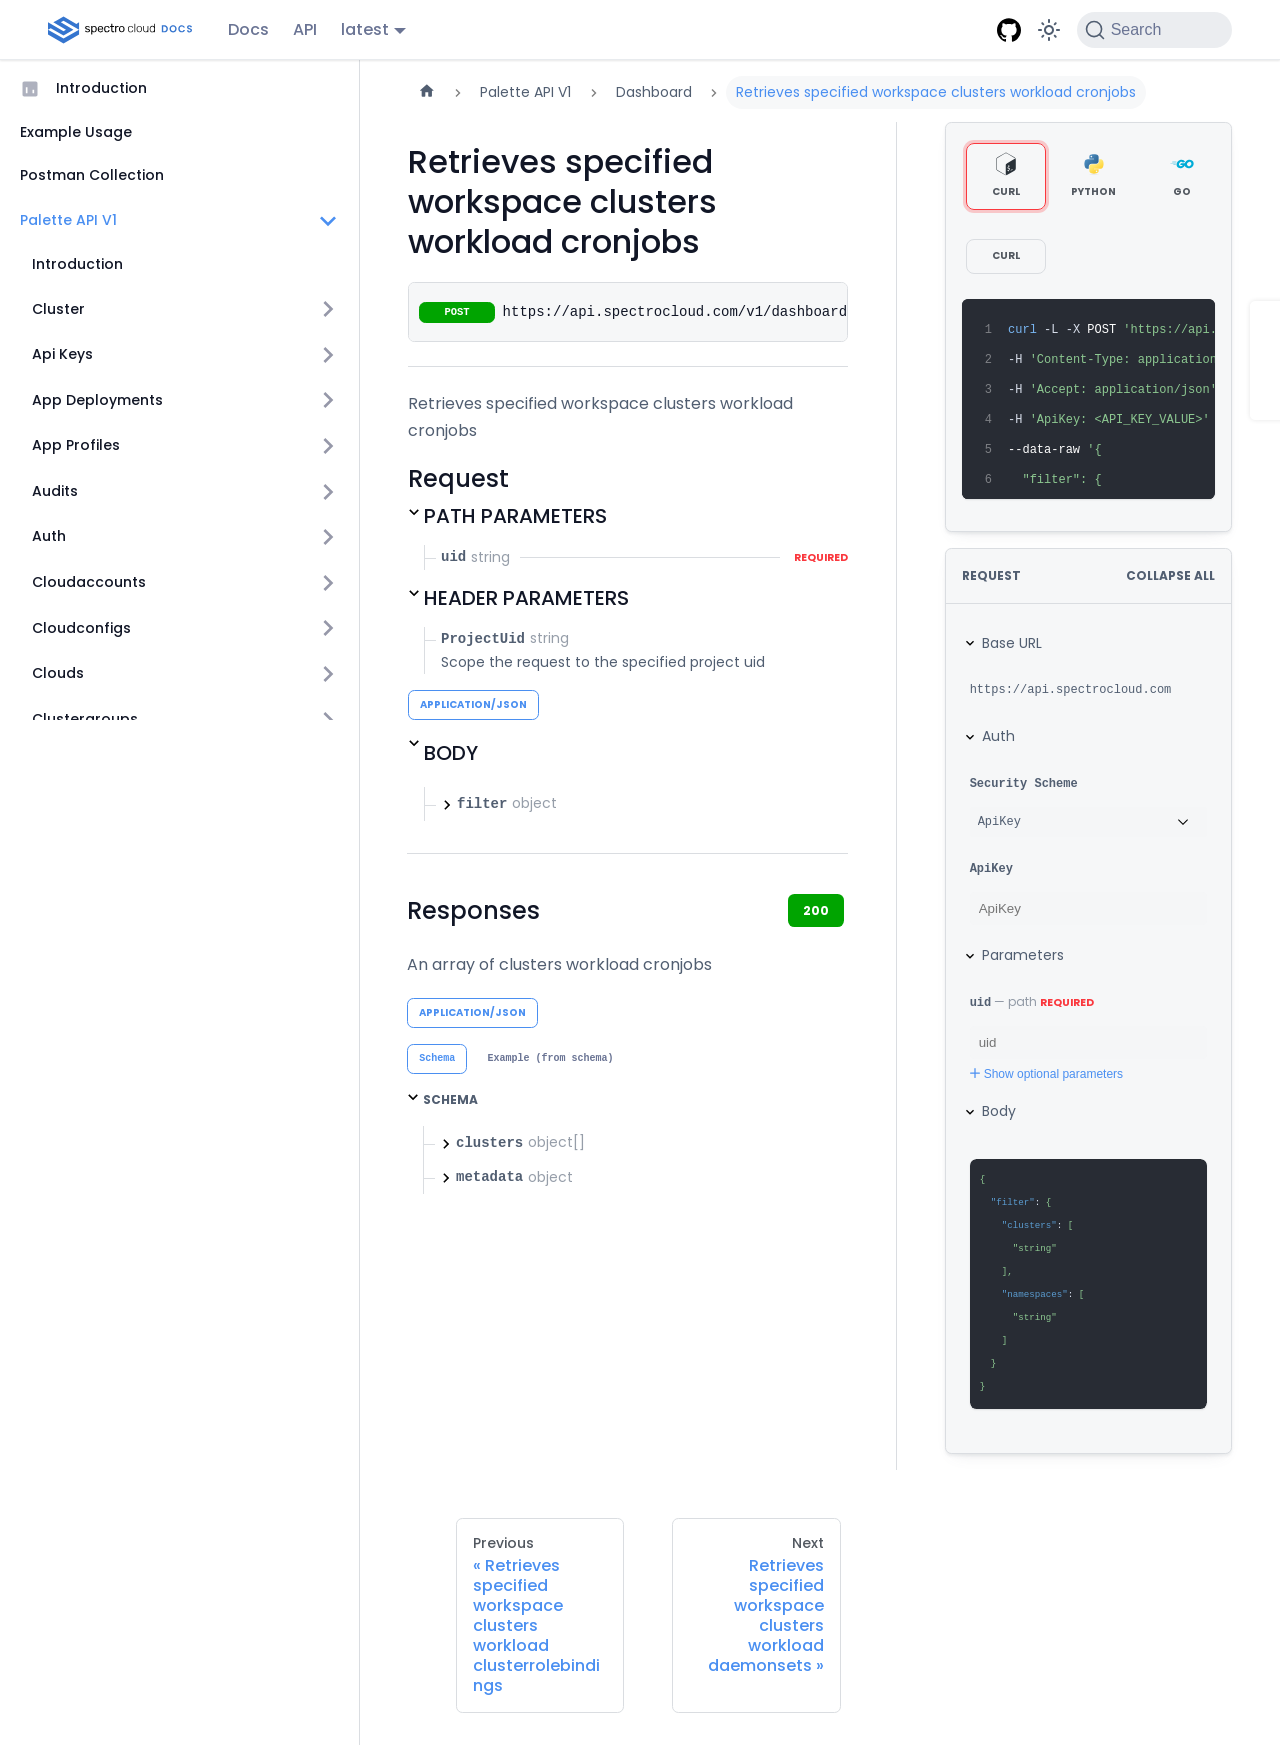 spectro cloud DOCS
Docs
API
latest
Search
Introduction
Example Usage
Postman Collection
Palette API V1
Introduction
Cluster
Api Keys
App Deployments
App Profiles
Audits
Auth
Cloudaccounts
Cloudconfigs
Clouds
Clustergroups
Palette API V1
Dashboard
Retrieves specified workspace clusters workload cronjobs
Retrieves specified
workspace clusters
workload cronjobs
POST https://api.spectrocloud.com/v1/dashboard
Retrieves specified workspace clusters workload
cronjobs
Request
PATH PARAMETERS
uid string REQUIRED
HEADER PARAMETERS
ProjectUid string
Scope the request to the specified project uid
APPLICATION/JSON
BODY
filter object
Responses
200
An array of clusters workload cronjobs
APPLICATION/JSON
Schema
Example (from schema)
SCHEMA
clusters object[]
metadata object
CURL
PYTHON
GO
CURL
1 curl -L -X POST 'https://api.
2 -H 'Content-Type: application
3 -H 'Accept: application/json'
4 -H 'ApiKey: <API_KEY_VALUE>'
5 --data-raw '{
6 "filter": {
REQUEST
COLLAPSE ALL
Base URL
https://api.spectrocloud.com
Auth
Security Scheme
ApiKey
ApiKey
ApiKey
Parameters
uid — path REQUIRED
uid
Show optional parameters
Body
{
"filter": {
"clusters": [
"string"
],
"namespaces": [
"string"
]
}
}
Previous
« Retrieves
specified
workspace
clusters
workload
clusterrolebindi
ngs
Next
Retrieves
specified
workspace
clusters
workload
daemonsets »